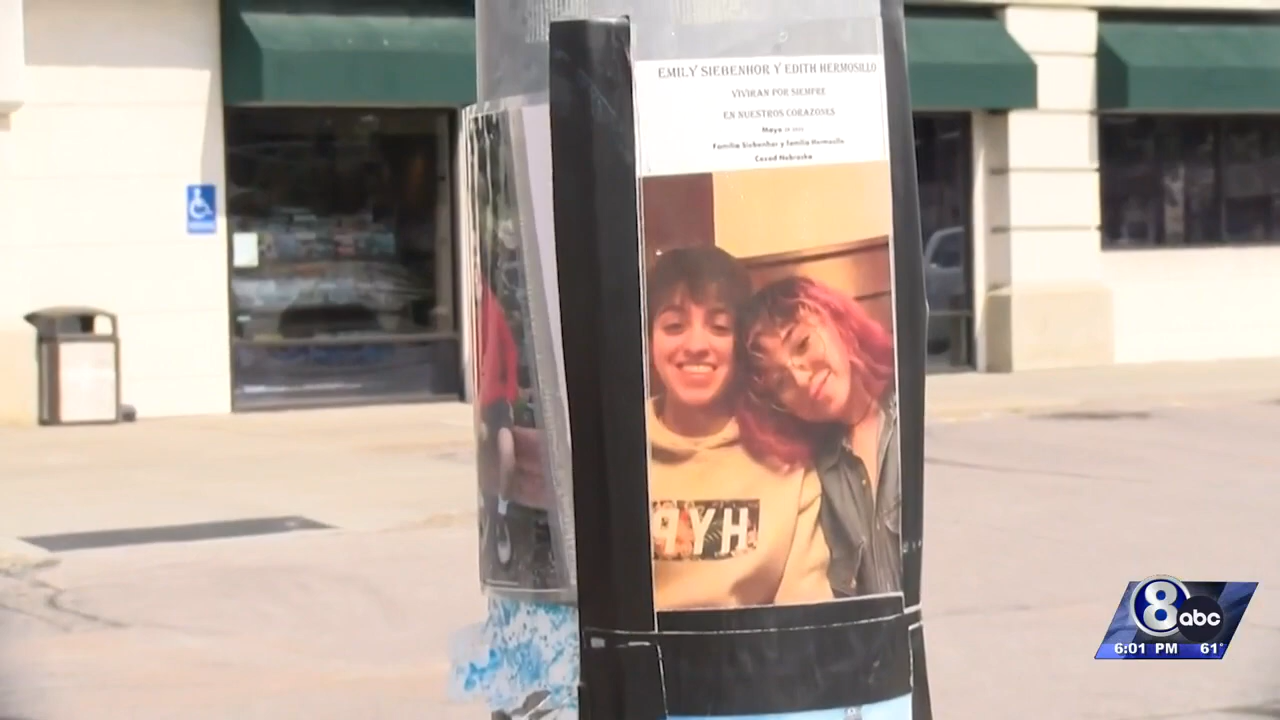 EMILY SIEBENHOR Y EDITH HERMOSILLO
VIVIRAN POR SIEMPRE
EN NUESTROS CORAZONES
Mayo
Familia Siebenhor y familia Hermosillo
Cozad Nebraska
AYH
8 abc
6:01 PM 61°